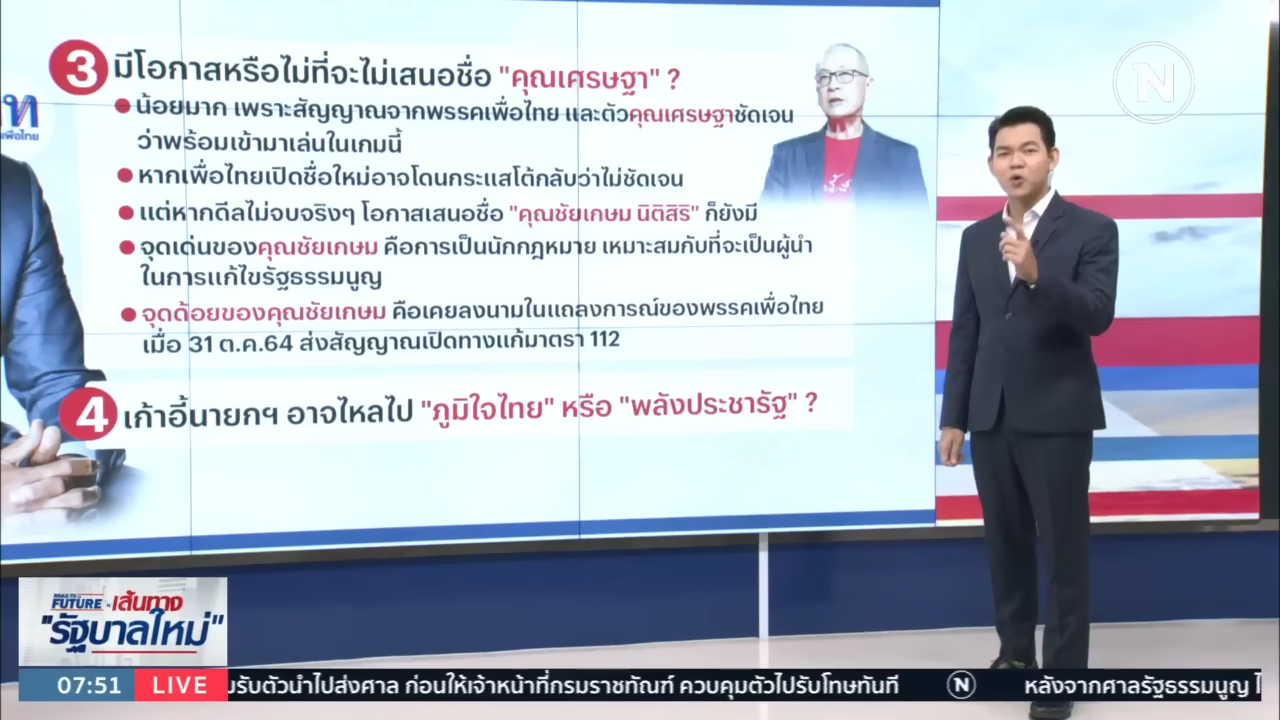 3 มีโอกาสหรือไม่ที่จะไม่เสนอชื่อ "คุณเศรษฐา" ?
น้อยมาก เพราะสัญญาณจากพรรคเพื่อไทย และตัวคุณเศรษฐาชัดเจน
ว่าพร้อมเข้ามาเล่นในเกมนี้
หากเพื่อไทยเปิดชื่อใหม่อาจโดนกระแสโต้กลับว่าไม่ชัดเจน
แต่หากดีลไม่จบจริงๆ โอกาสเสนอชื่อ "คุณชัยเกษม นิติสิริ" ก็ยังมี
จุดเด่นของคุณชัยเกษม คือการเป็นนักกฎหมาย เหมาะสมกับที่จะเป็นผู้นำ
ในการแก้ไขรัฐธรรมนูญ
จุดด้อยของคุณชัยเกษม คือเคยลงนามในแถลงการณ์ของพรรคเพื่อไทย
เมื่อ 31 ต.ค.64 ส่งสัญญาณเปิดทางแก้มาตรา 112
4 เก้าอี้นายกฯ อาจไหลไป "ภูมิใจไทย" หรือ "พลังประชารัฐ" ?
N
ROAD TO
FUTURE เส้นทาง
"รัฐบาลใหม่"
07:51 LIVE รับตัวนำไปส่งศาล ก่อนให้เจ้าหน้าที่กรมราชทัณฑ์ ควบคุมตัวไปรับโทษทันที N หลังจากศาลรัฐธรรมนูญ